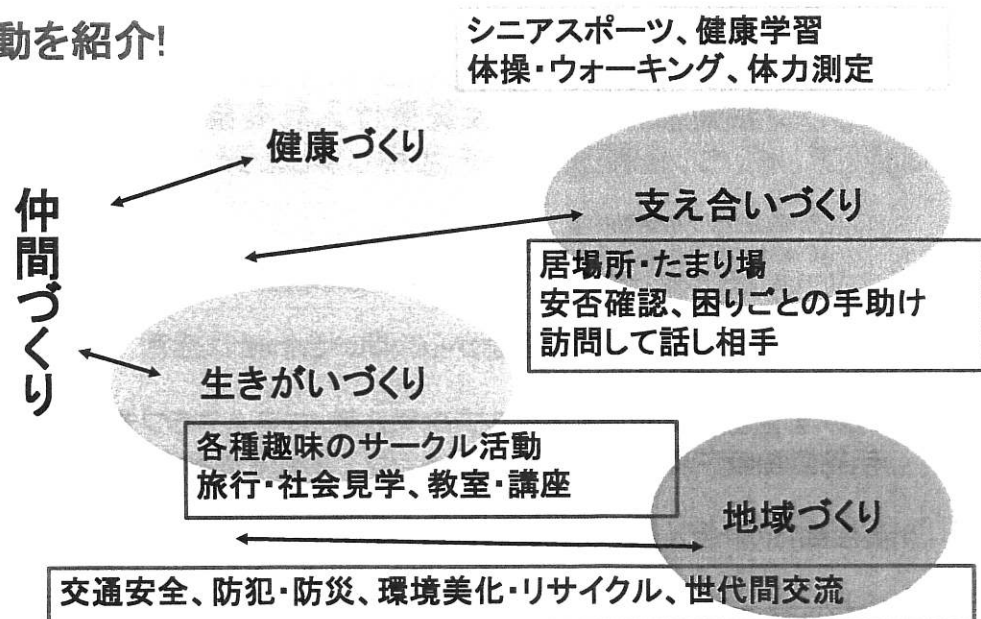 動を紹介!
シニアスポーツ、健康学習
体操・ウォーキング、体力測定
健康づくり
仲間づくり
支え合いづくり
居場所・たまり場
安否確認、困りごとの手助け
訪問して話し相手
生きがいづくり
各種趣味のサークル活動
旅行・社会見学、教室・講座
地域づくり
交通安全、防犯・防災、環境美化・リサイクル、世代間交流